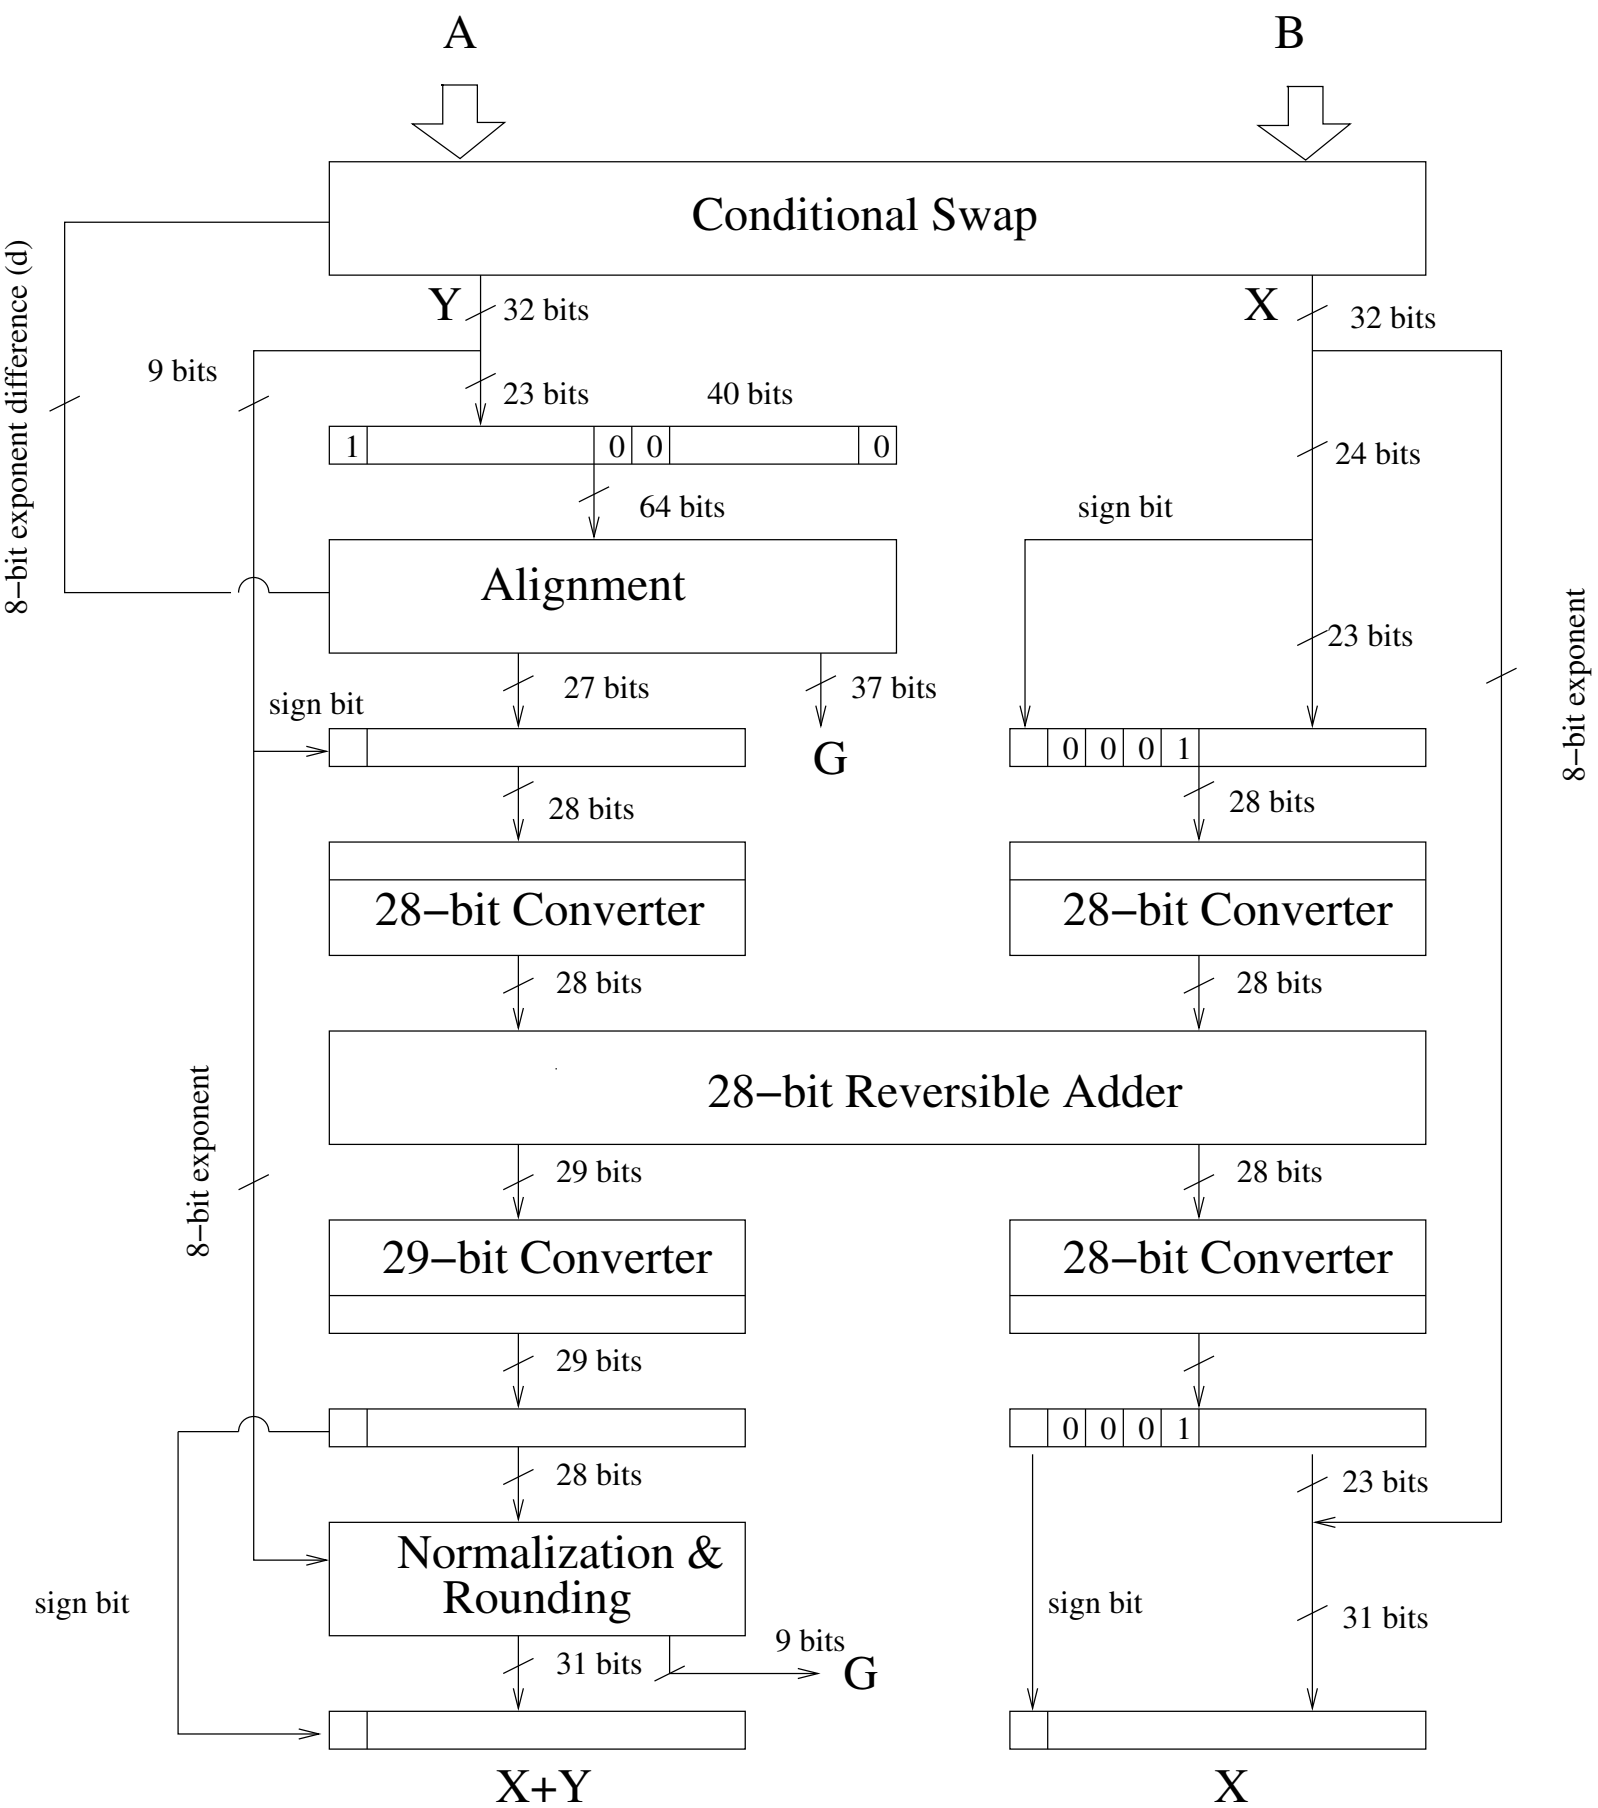 A
B
Conditional Swap
8−bit exponent difference (d)
Y
32 bits
X
32 bits
9 bits
23 bits
40 bits
1
0
0
0
24 bits
64 bits
sign bit
Alignment
23 bits
8−bit exponent
27 bits
37 bits
sign bit
G
0
0
0
1
28 bits
28 bits
28−bit Converter
28−bit Converter
28 bits
28 bits
28−bit Reversible Adder
8−bit exponent
29 bits
28 bits
29−bit Converter
28−bit Converter
29 bits
0
0
0
1
28 bits
23 bits
Normalization &
Rounding
sign bit
sign bit
31 bits
31 bits
9 bits
G
X+Y
X